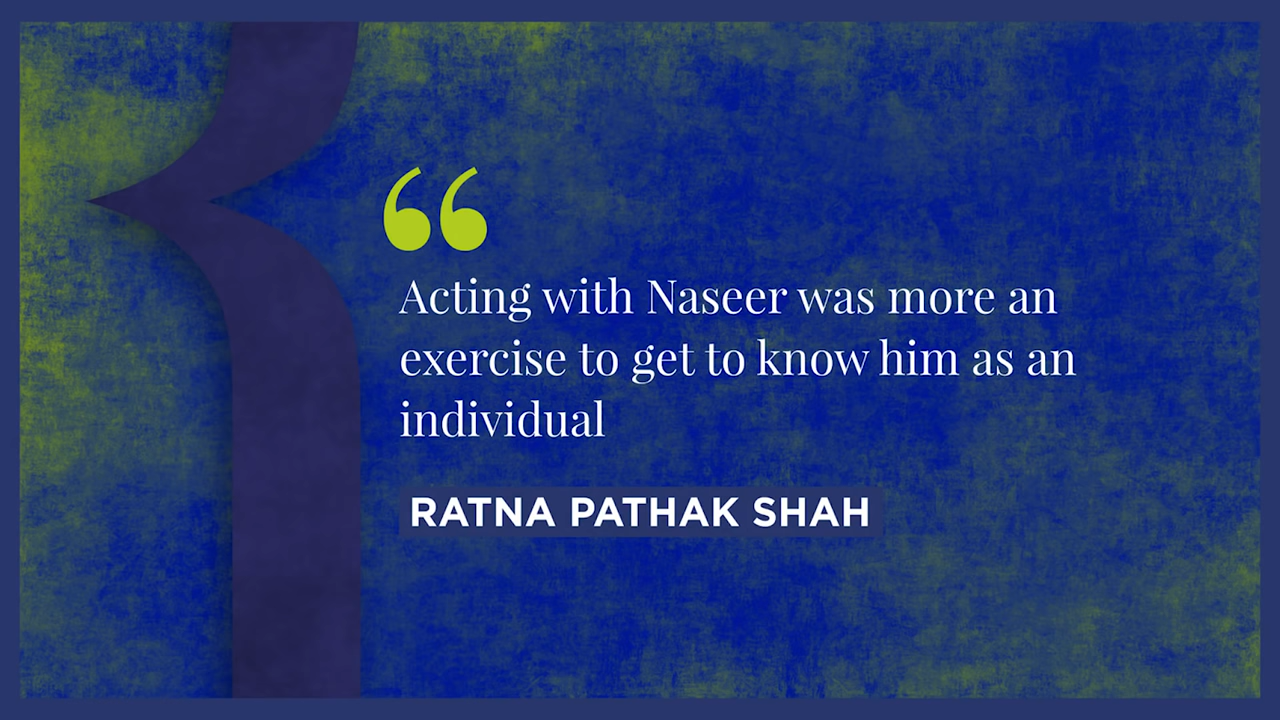 “
Acting with Naseer was more an
exercise to get to know him as an
individual
RATNA PATHAK SHAH